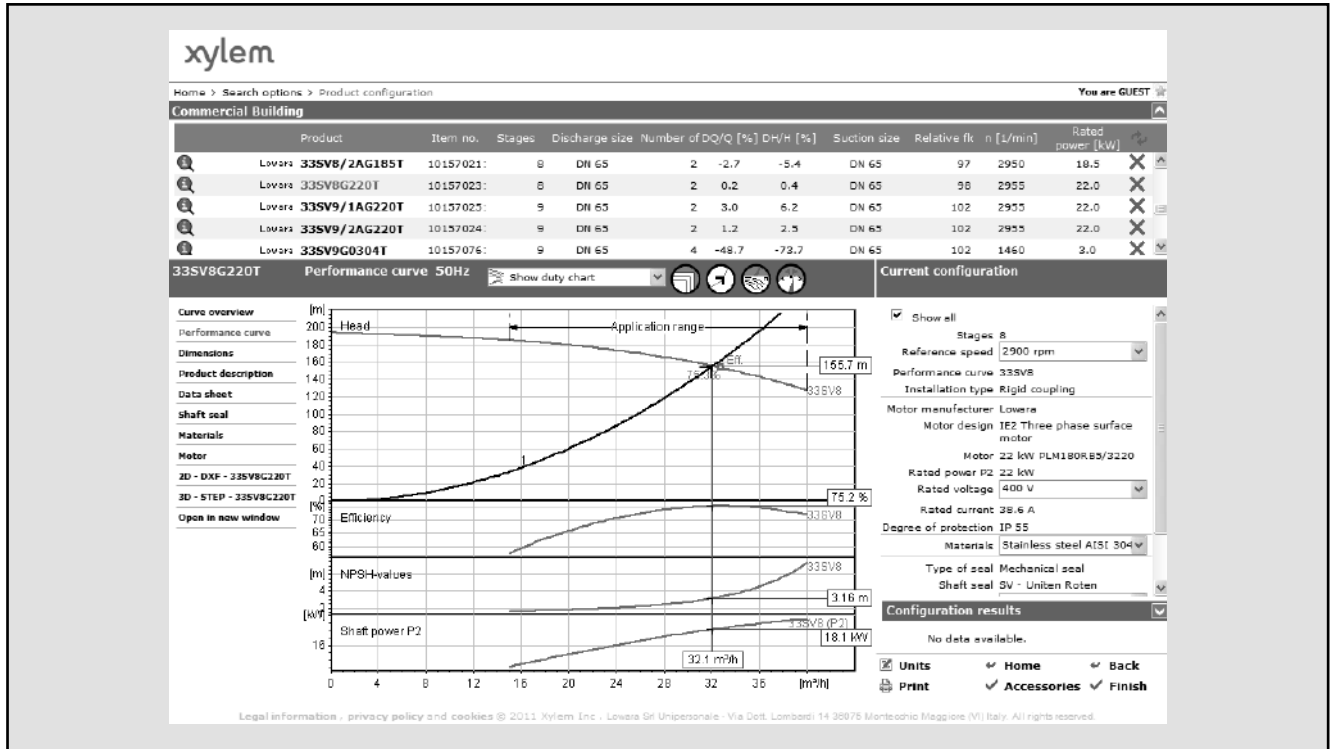 xylem
Home > Search options > Product configuration You are GUEST
Commercial Building
Product Item no. Stages Discharge size Number of DQ/Q [%] DH/H [%] Suction size Relative fk n [1/min] Rated power [kW]
Lowara 33SV8/2AG185T 10157021: 8 DN 65 2 -2.7 -5.4 DN 65 97 2950 18.5
Lowara 33SV8G220T 10157023: 8 DN 65 2 0.2 0.4 DN 65 98 2955 22.0
Lowara 33SV9/1AG220T 10157025: 9 DN 65 2 3.0 6.2 DN 65 102 2955 22.0
Lowara 33SV9/2AG220T 10157024: 9 DN 65 2 1.2 2.5 DN 65 102 2955 22.0
Lowara 33SV9G0304T 10157076: 9 DN 65 4 -48.7 -73.7 DN 65 102 1460 3.0
33SV8G220T Performance curve 50Hz Show duty chart Current configuration
Curve overview
Performance curve
Dimensions
Product description
Data sheet
Shaft seal
Materials
Motor
2D - DXF - 33SV8G220T
3D - STEP - 33SV8G220T
Open in new window
[m]
200 Head Application range
180
160 Eff. 155.7 m
140
120 33SV8
100
80
60
40 1
20
0 75.2 %
[%]
70 Efficiency 33SV8
65
60
[m] NPSH-values 33SV8
4
2 3.16 m
[kW]
Shaft power P2 33SV8 (P2)
16 18.1 kW
32.1 m³/h
0 4 8 12 16 20 24 28 32 36 [m³/h]
Show all
Stages 8
Reference speed 2900 rpm
Performance curve 33SV8
Installation type Rigid coupling
Motor manufacturer Lowara
Motor design IE2 Three phase surface
motor
Motor 22 kW PLM180RB5/3220
Rated power P2 22 kW
Rated voltage 400 V
Rated current 38.6 A
Degree of protection IP 55
Materials Stainless steel AISI 304
Type of seal Mechanical seal
Shaft seal SV - Uniten Roten
Configuration results
No data available.
Units Home Back
Print Accessories Finish
Legal information , privacy policy and cookies © 2011 Xylem Inc , Lowara Srl Unipersonale - Via Dott. Lombardi 14 36075 Montecchio Maggiore (VI) Italy. All rights reserved.